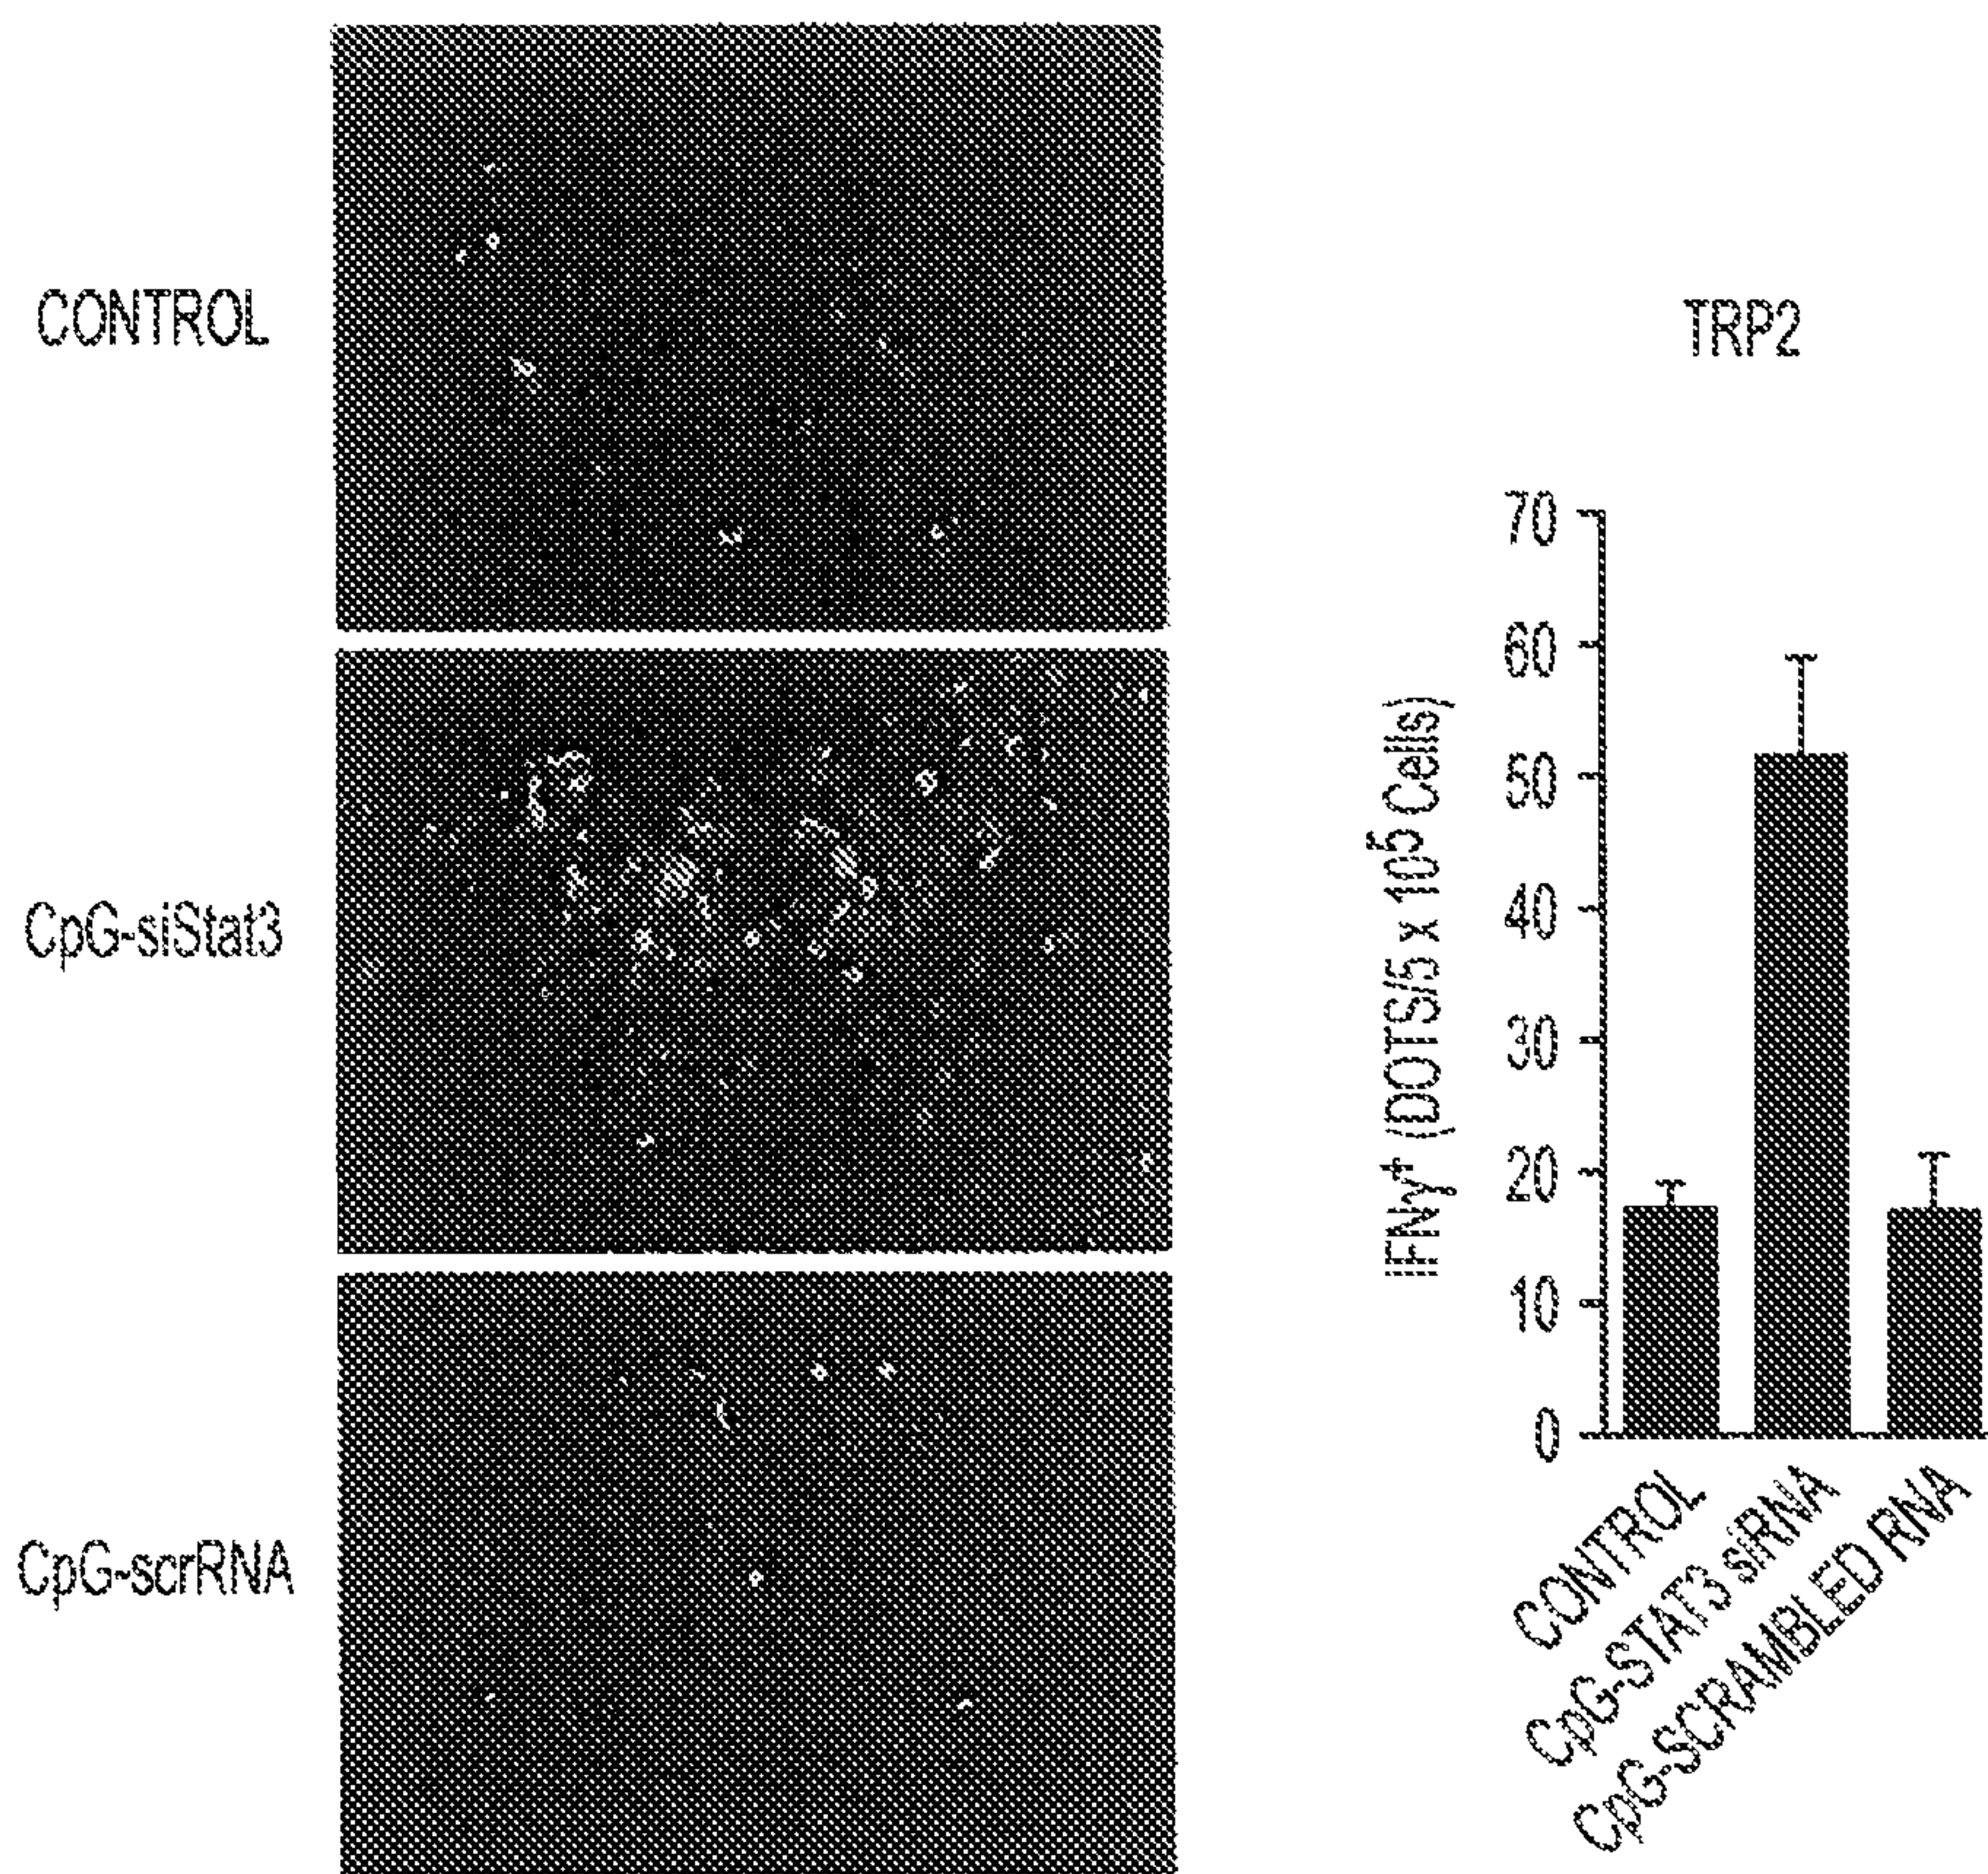 CONTROL
CpG-siStat3
CpG-scrRNA
TRP2
IFNγ⁺ (DOTS/5 x 10⁵ Cells)
70
60
50
40
30
20
10
0
CONTROL
CpG-STAT3 siRNA
CpG-SCRAMBLED RNA